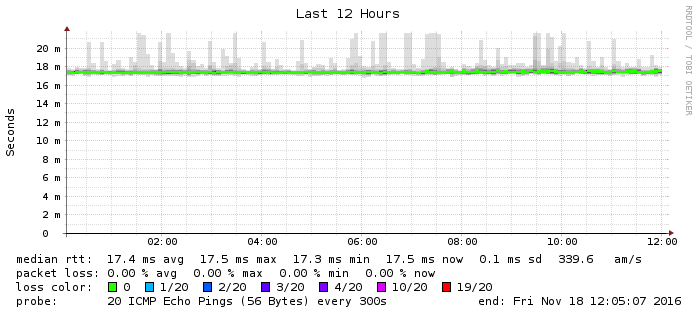 Last 12 Hours
RRDTOOL / TOBI OETIKER
Seconds
20 m
18 m
16 m
14 m
12 m
10 m
8 m
6 m
4 m
2 m
0
02:00 04:00 06:00 08:00 10:00 12:00
median rtt: 17.4 ms avg 17.5 ms max 17.3 ms min 17.5 ms now 0.1 ms sd 339.6 am/s
packet loss: 0.00 % avg 0.00 % max 0.00 % min 0.00 % now
loss color: 0 1/20 2/20 3/20 4/20 10/20 19/20
probe: 20 ICMP Echo Pings (56 Bytes) every 300s end: Fri Nov 18 12:05:07 2016